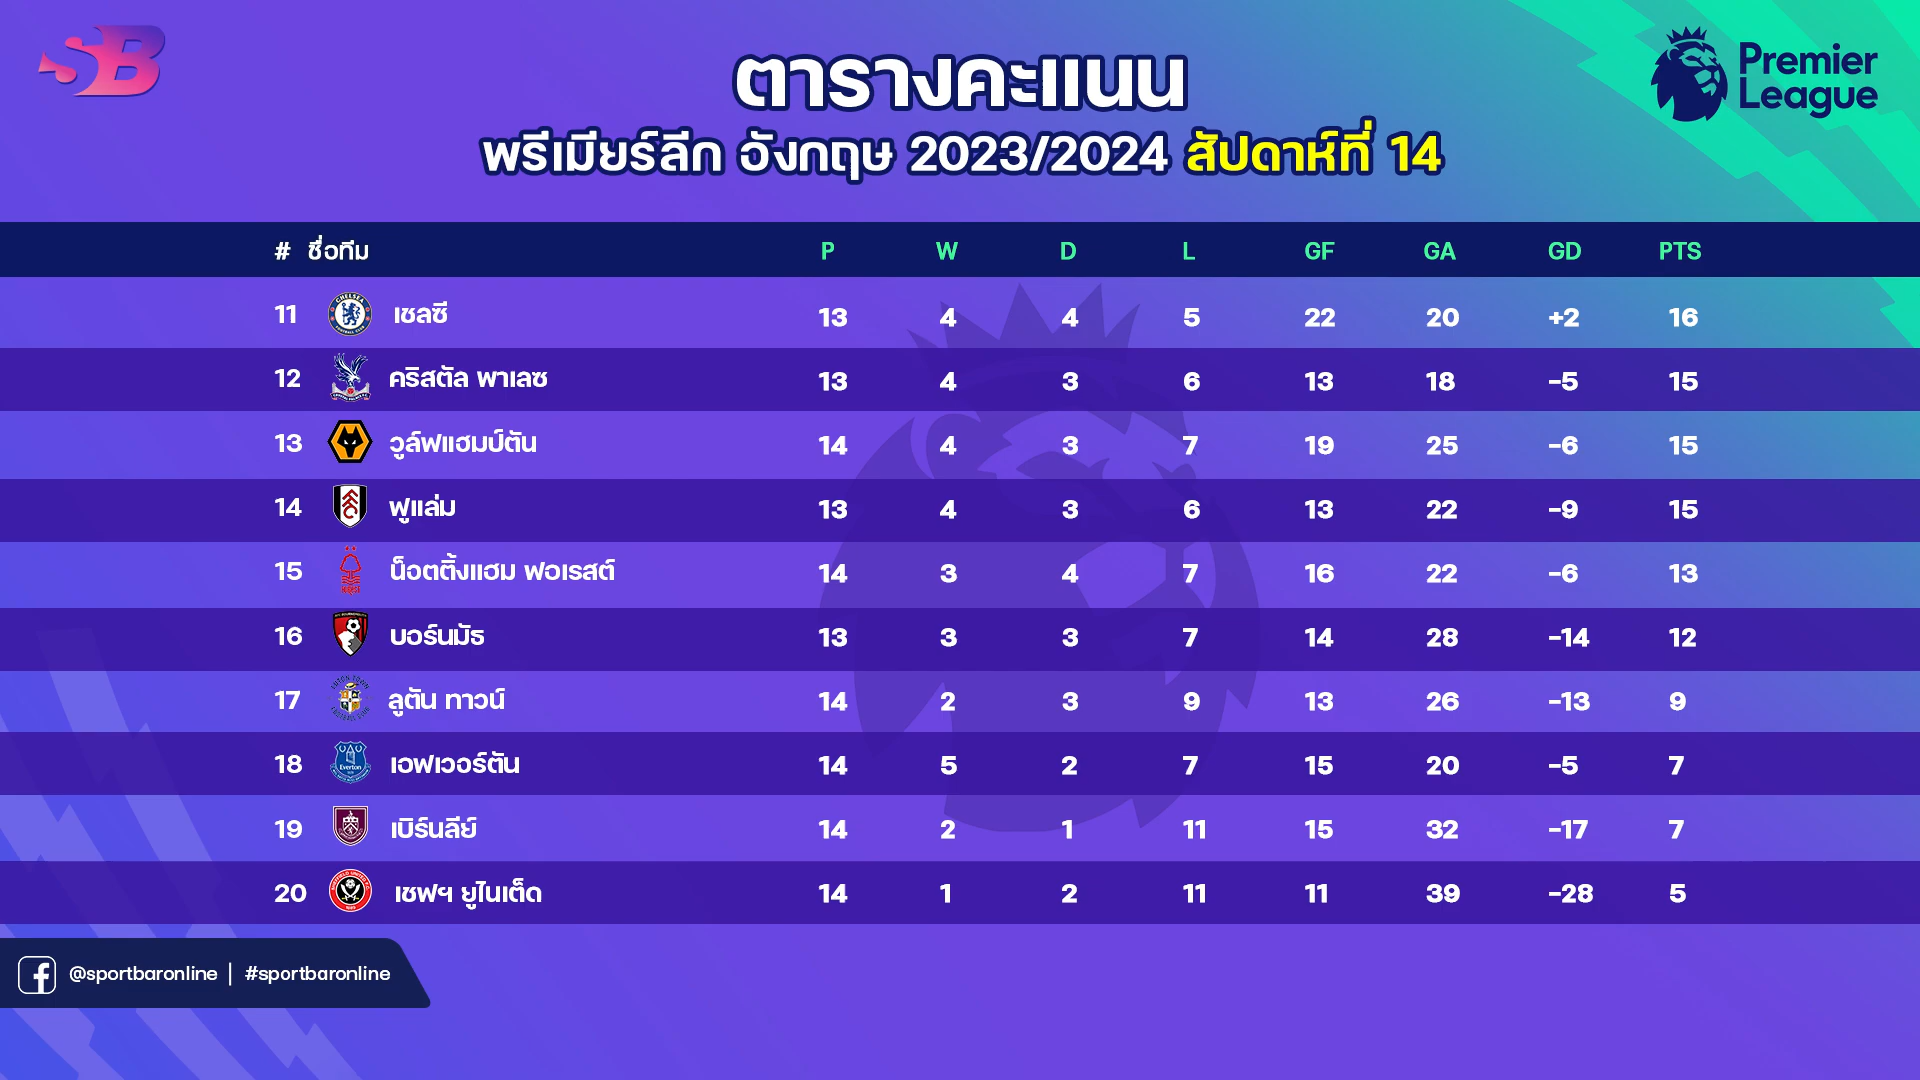 SB
ตารางคะแนน
Premier
League
พรีเมียร์ลีก อังกฤษ 2023/2024 สัปดาห์ที่ 14
# ชื่อทีม P W D L GF GA GD PTS
11 เชลซี 13 4 4 5 22 20 +2 16
12 คริสตัล พาเลซ 13 4 3 6 13 18 -5 15
13 วูล์ฟแฮมป์ตัน 14 4 3 7 19 25 -6 15
14 ฟูแล่ม 13 4 3 6 13 22 -9 15
15 น็อตติ้งแฮม ฟอเรสต์ 14 3 4 7 16 22 -6 13
16 บอร์นมัธ 13 3 3 7 14 28 -14 12
17 ลูตัน ทาวน์ 14 2 3 9 13 26 -13 9
18 เอฟเวอร์ตัน 14 5 2 7 15 20 -5 7
19 เบิร์นลีย์ 14 2 1 11 15 32 -17 7
20 เชฟฯ ยูไนเต็ด 14 1 2 11 11 39 -28 5
@sportbaronline | #sportbaronline